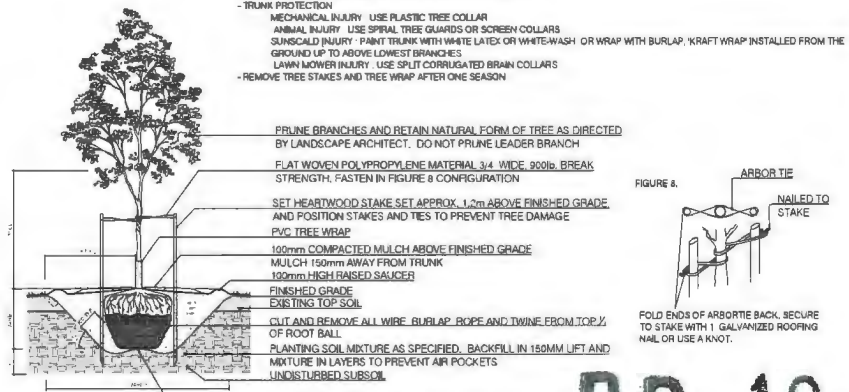 - TRUNK PROTECTION
MECHANICAL INJURY USE PLASTIC TREE COLLAR
ANIMAL INJURY USE SPIRAL TREE GUARDS OR SCREEN COLLARS
SUNSCALD INJURY - PAINT TRUNK WITH WHITE LATEX OR WHITE-WASH OR WRAP WITH BURLAP, 'KRAFT WRAP' INSTALLED FROM THE
GROUND UP TO ABOVE LOWEST BRANCHES
LAWN MOWER INJURY . USE SPLIT CORRUGATED BRAIN COLLARS
- REMOVE TREE STAKES AND TREE WRAP AFTER ONE SEASON
PRUNE BRANCHES AND RETAIN NATURAL FORM OF TREE AS DIRECTED
BY LANDSCAPE ARCHITECT. DO NOT PRUNE LEADER BRANCH
FLAT WOVEN POLYPROPYLENE MATERIAL 3/4 WIDE, 900lb. BREAK
STRENGTH, FASTEN IN FIGURE 8 CONFIGURATION
SET HEARTWOOD STAKE SET APPROX. 1.2m ABOVE FINISHED GRADE
AND POSITION STAKES AND TIES TO PREVENT TREE DAMAGE
PVC TREE WRAP
100mm COMPACTED MULCH ABOVE FINISHED GRADE
MULCH 150mm AWAY FROM TRUNK
100mm HIGH RAISED SAUCER
FINISHED GRADE
EXISTING TOP SOIL
CUT AND REMOVE ALL WIRE BURLAP ROPE AND TWINE FROM TOP
OF ROOT BALL
PLANTING SOIL MIXTURE AS SPECIFIED. BACKFILL IN 150MM LIFT AND
MIXTURE IN LAYERS TO PREVENT AIR POCKETS
UNDISTURBED SUBSOIL
FIGURE 8.
ARBOR TIE
NAILED TO
STAKE
FOLD ENDS OF ARBORTIE BACK, SECURE
TO STAKE WITH 1 GALVANIZED ROOFING
NAIL OR USE A KNOT.